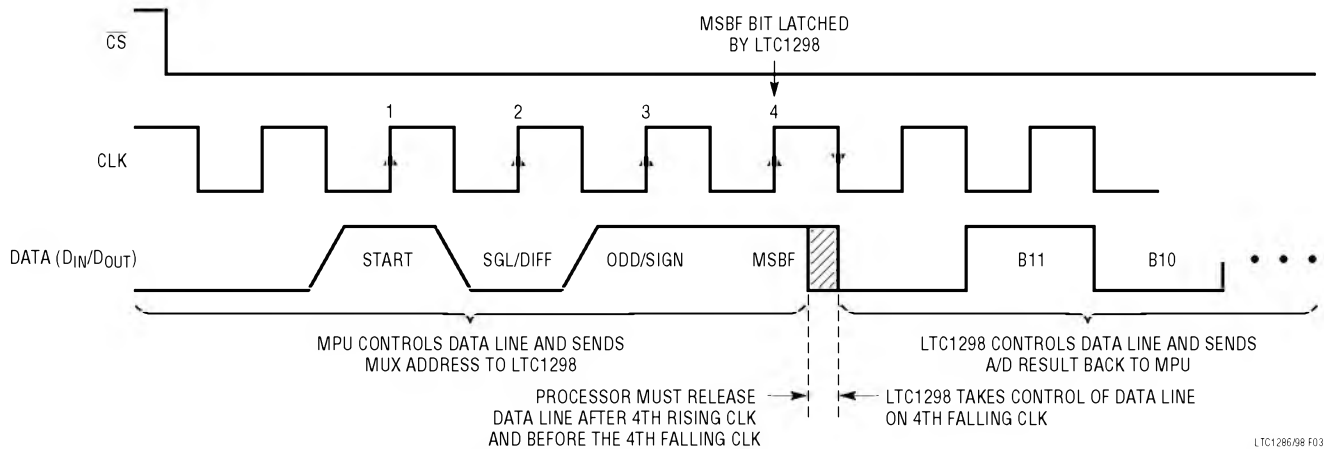 MSBF BIT LATCHED
BY LTC1298
CS
1 2 3 4
CLK
DATA (DIN/DOUT)
START SGL/DIFF ODD/SIGN MSBF B11 B10 • • •
MPU CONTROLS DATA LINE AND SENDS
MUX ADDRESS TO LTC1298
LTC1298 CONTROLS DATA LINE AND SENDS
A/D RESULT BACK TO MPU
PROCESSOR MUST RELEASE
DATA LINE AFTER 4TH RISING CLK
AND BEFORE THE 4TH FALLING CLK
LTC1298 TAKES CONTROL OF DATA LINE
ON 4TH FALLING CLK
LTC1286/98 F03